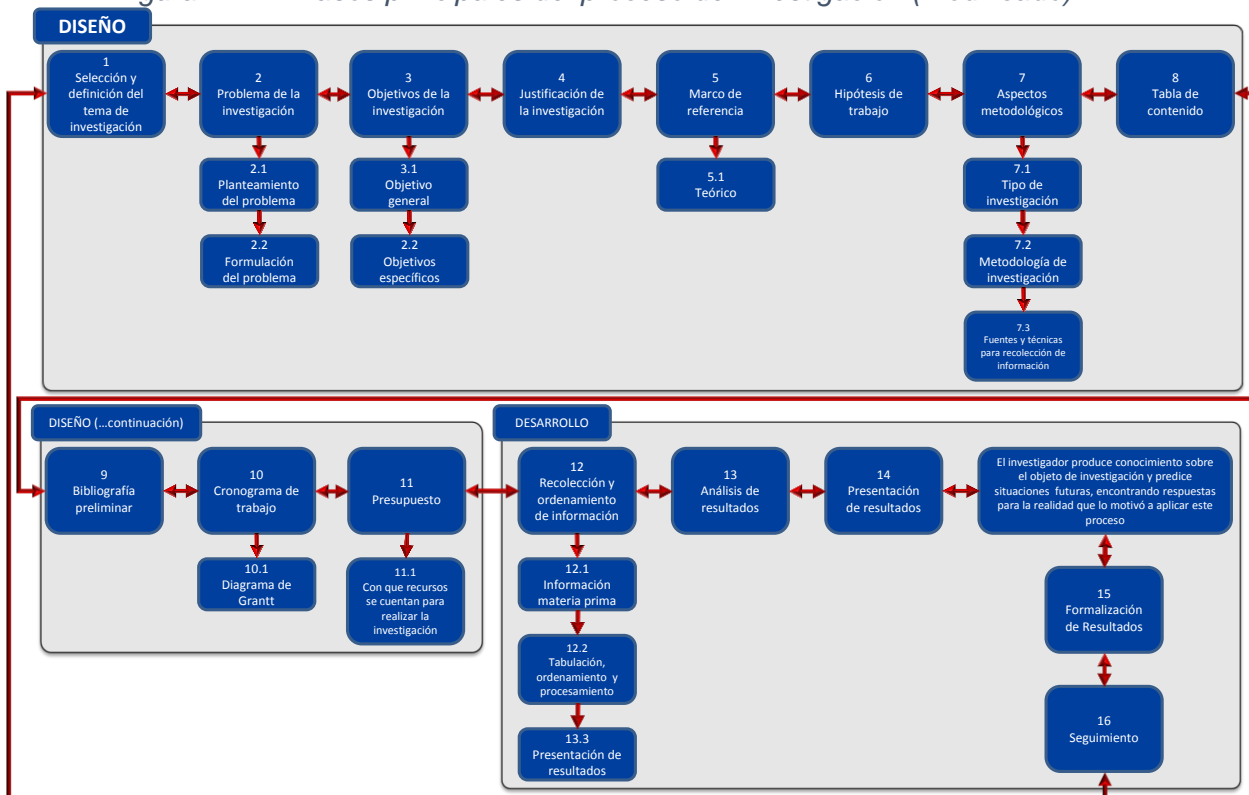 DISEÑO
1
Selección y
definición del
tema de
investigación
2
Problema de la
investigación
3
Objetivos de la
investigación
4
Justificación de
la investigación
5
Marco de
referencia
6
Hipótesis de
trabajo
7
Aspectos
metodológicos
8
Tabla de
contenido
2.1
Planteamiento
del problema
3.1
Objetivo
general
5.1
Teórico
7.1
Tipo de
investigación
2.2
Formulación
del problema
2.2
Objetivos
específicos
7.2
Metodología de
investigación
7.3
Fuentes y técnicas
para recolección de
información
DISEÑO (...continuación)
9
Bibliografía
preliminar
10
Cronograma de
trabajo
11
Presupuesto
10.1
Diagrama de
Grantt
11.1
Con que recursos
se cuentan para
realizar la
investigación
DESARROLLO
12
Recolección y
ordenamiento
de información
13
Análisis de
resultados
14
Presentación
de resultados
El investigador produce conocimiento sobre
el objeto de investigación y predice
situaciones futuras, encontrando respuestas
para la realidad que lo motivó a aplicar este
proceso
12.1
Información
materia prima
12.2
Tabulación,
ordenamiento y
procesamiento
13.3
Presentación de
resultados
15
Formalización
de Resultados
16
Seguimiento